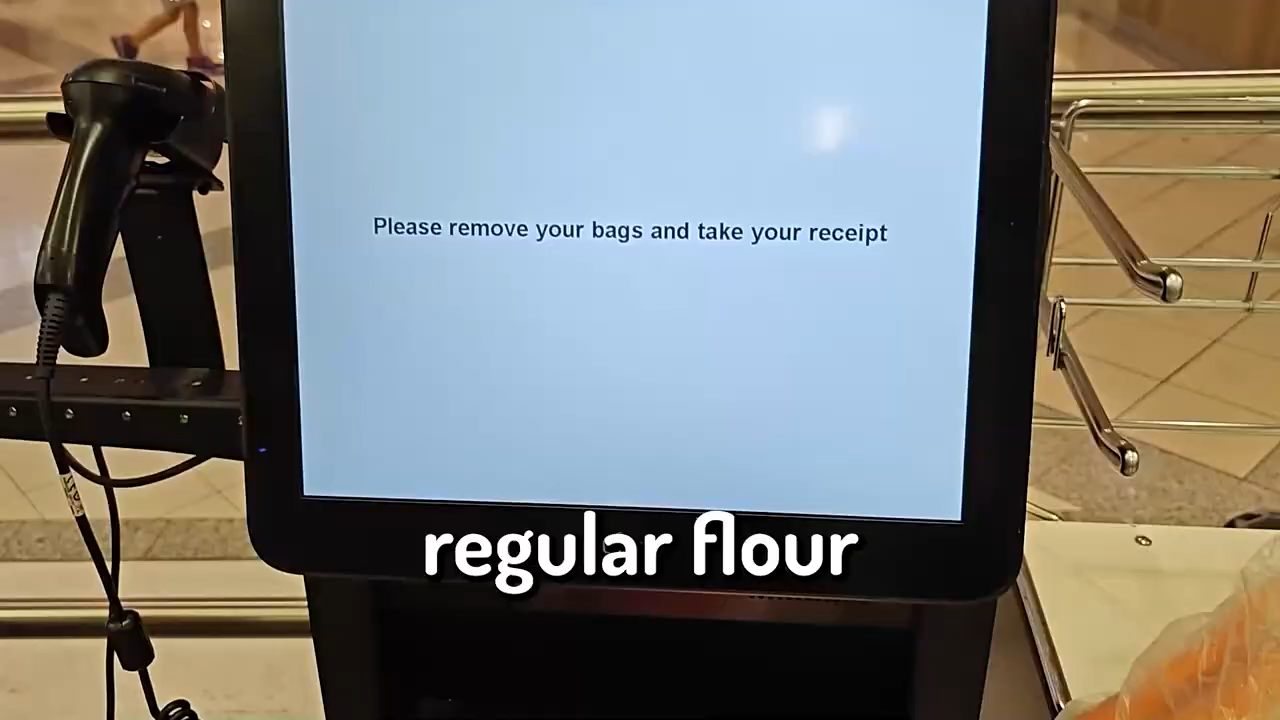 Please remove your bags and take your receipt
regular flour